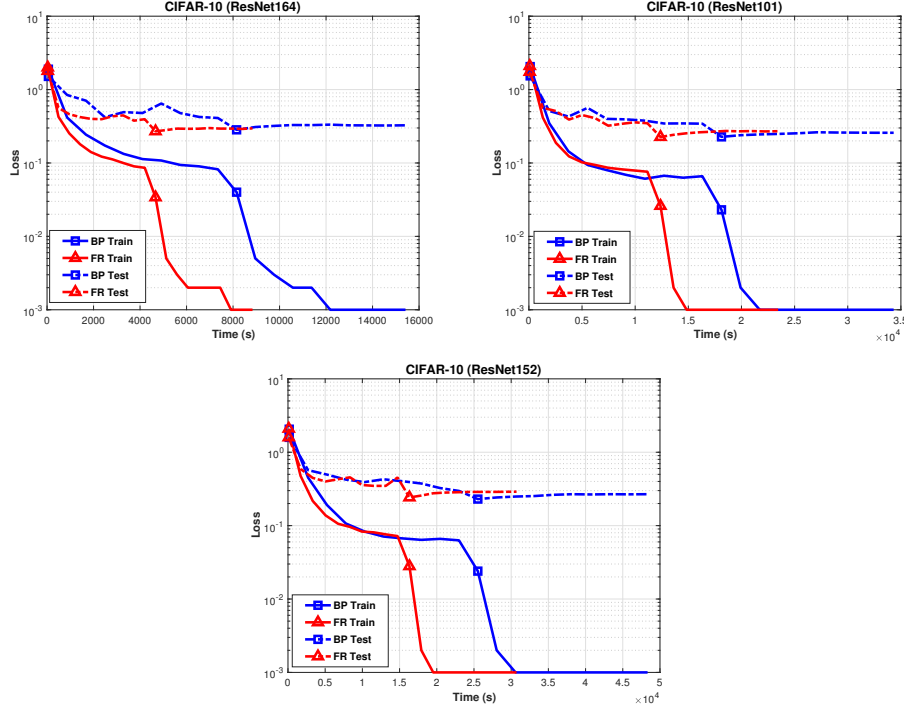 CIFAR-10 (ResNet164)
10^1
10^0
10^-1
10^-2
10^-3
Loss
BP Train
FR Train
BP Test
FR Test
0 2000 4000 6000 8000 10000 12000 14000 16000
Time (s)
CIFAR-10 (ResNet101)
10^1
10^0
10^-1
10^-2
10^-3
Loss
BP Train
FR Train
BP Test
FR Test
0 0.5 1 1.5 2 2.5 3 3.5
Time (s)
×10^4
CIFAR-10 (ResNet152)
10^1
10^0
10^-1
10^-2
10^-3
Loss
BP Train
FR Train
BP Test
FR Test
0 0.5 1 1.5 2 2.5 3 3.5 4 4.5 5
Time (s)
×10^4